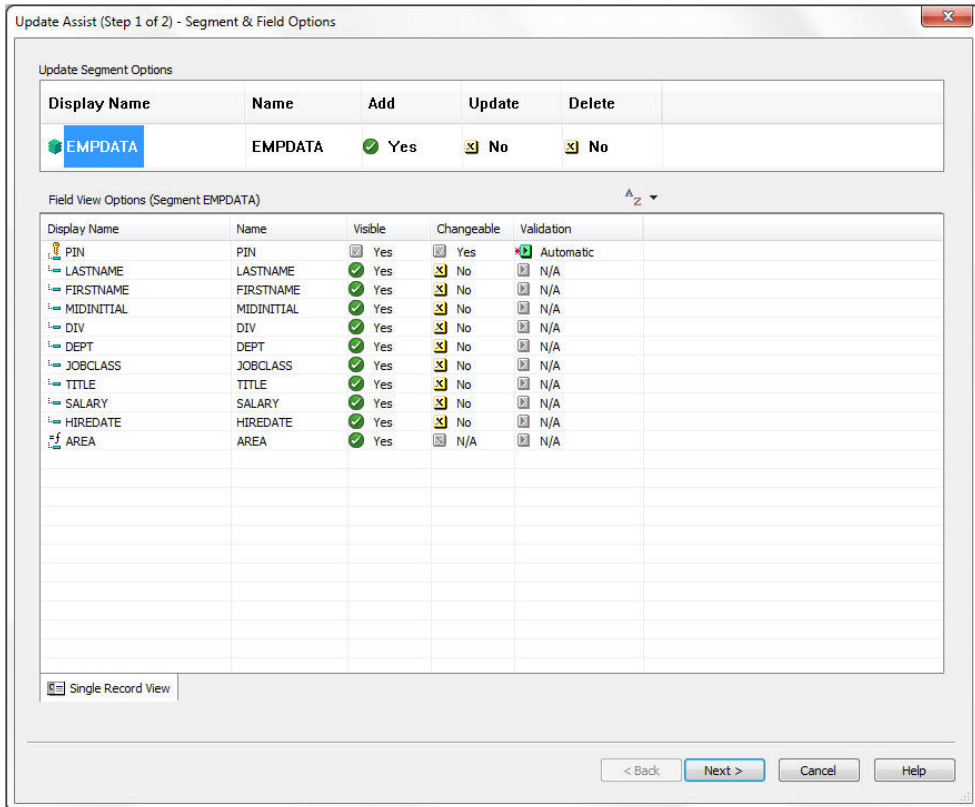 Update Assist (Step 1 of 2) - Segment & Field Options
Update Segment Options
Display Name Name Add Update Delete
EMPDATA EMPDATA Yes No No
Field View Options (Segment EMPDATA) A Z
Display Name Name Visible Changeable Validation
PIN PIN Yes Yes Automatic
LASTNAME LASTNAME Yes No N/A
FIRSTNAME FIRSTNAME Yes No N/A
MIDINITIAL MIDINITIAL Yes No N/A
DIV DIV Yes No N/A
DEPT DEPT Yes No N/A
JOBCLASS JOBCLASS Yes No N/A
TITLE TITLE Yes No N/A
SALARY SALARY Yes No N/A
HIREDATE HIREDATE Yes No N/A
AREA AREA Yes N/A N/A
Single Record View
< Back Next > Cancel Help